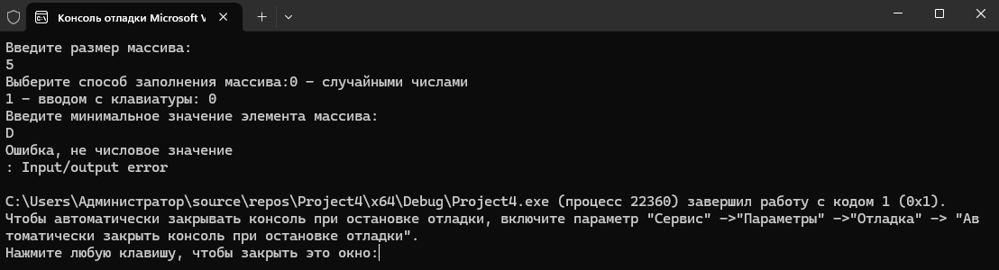 Консоль отладки Microsoft V
Введите размер массива:
5
Выберите способ заполнения массива:0 – случайными числами
1 – вводом с клавиатуры: 0
Введите минимальное значение элемента массива:
D
Ошибка, не числовое значение
: Input/output error
C:\Users\Администратор\source\repos\Project4\x64\Debug\Project4.exe (процесс 22360) завершил работу с кодом 1 (0x1).
Чтобы автоматически закрывать консоль при остановке отладки, включите параметр "Сервис" ->"Параметры" ->"Отладка" -> "Ав
томатически закрыть консоль при остановке отладки".
Нажмите любую клавишу, чтобы закрыть это окно: